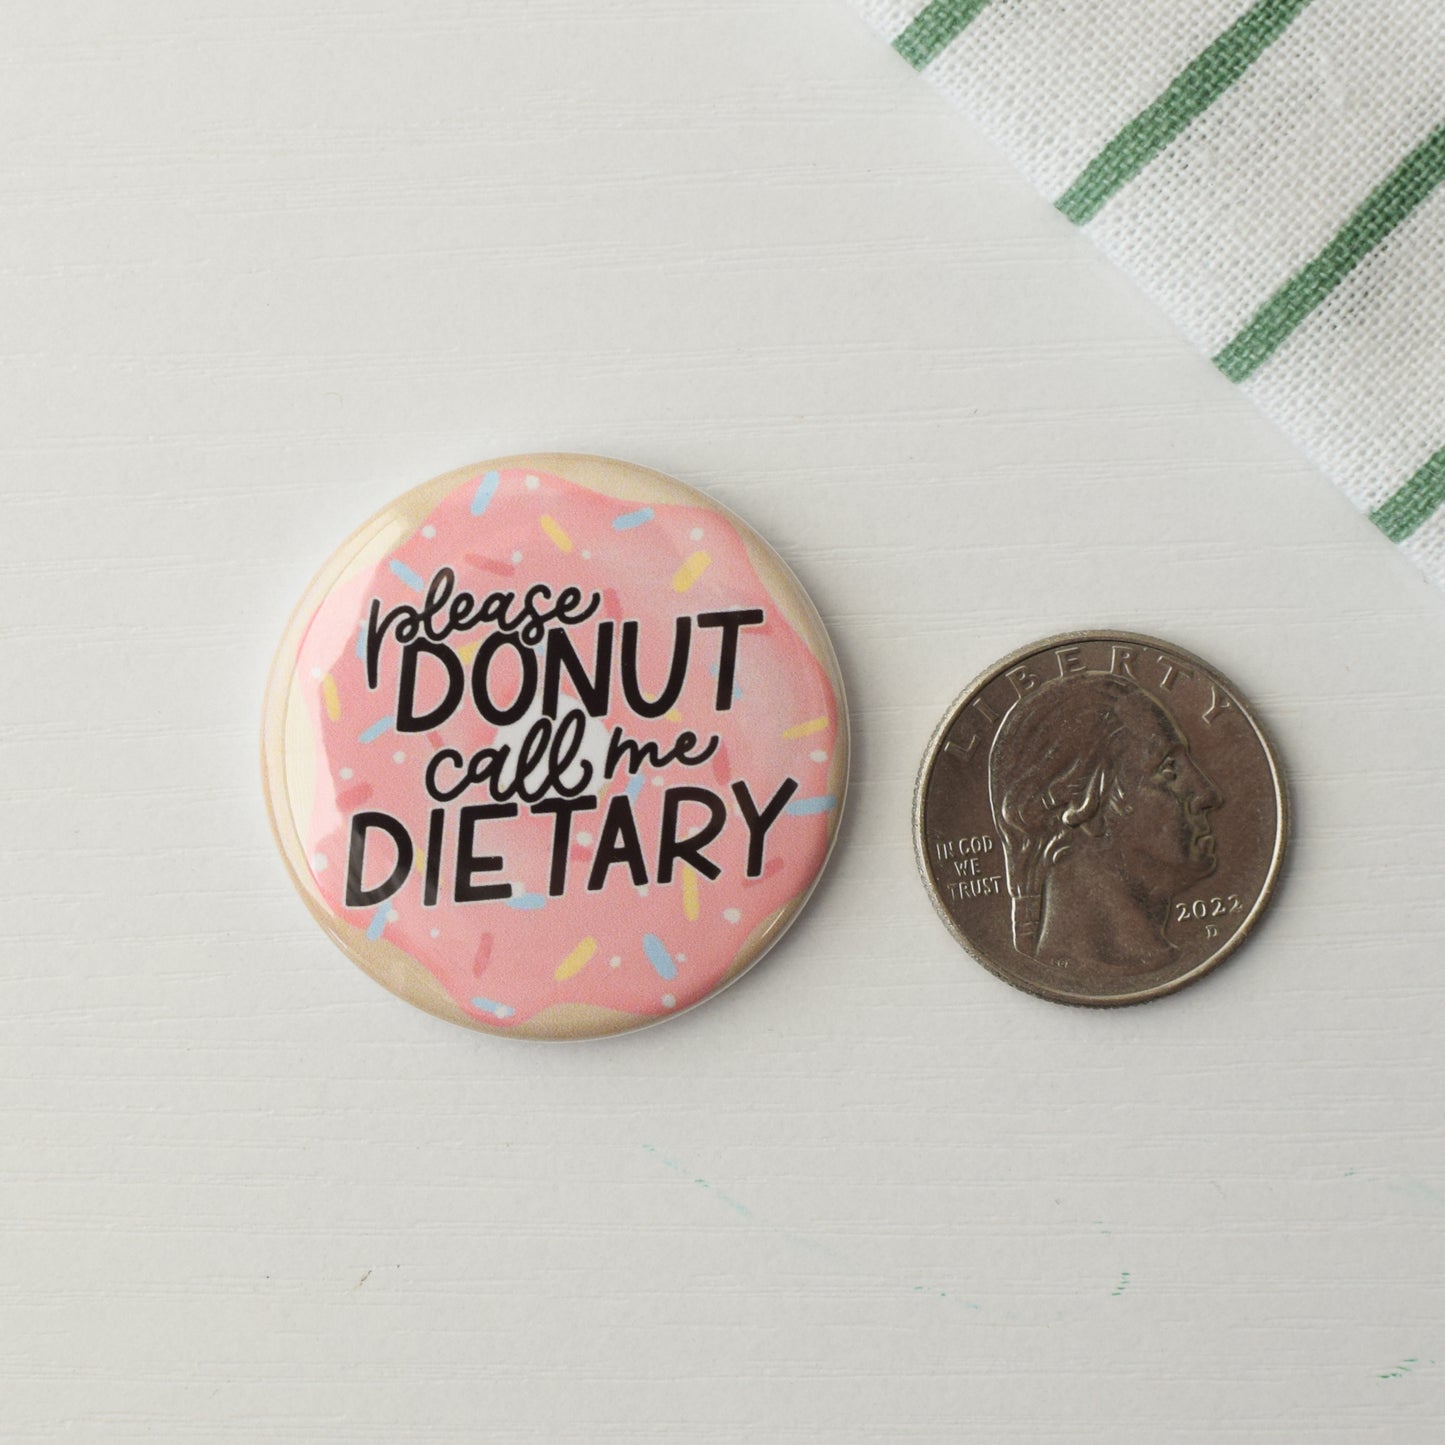 please
DONUT
call me
DIETARY
LIBERTY
IN GOD
WE
TRUST
2022
D